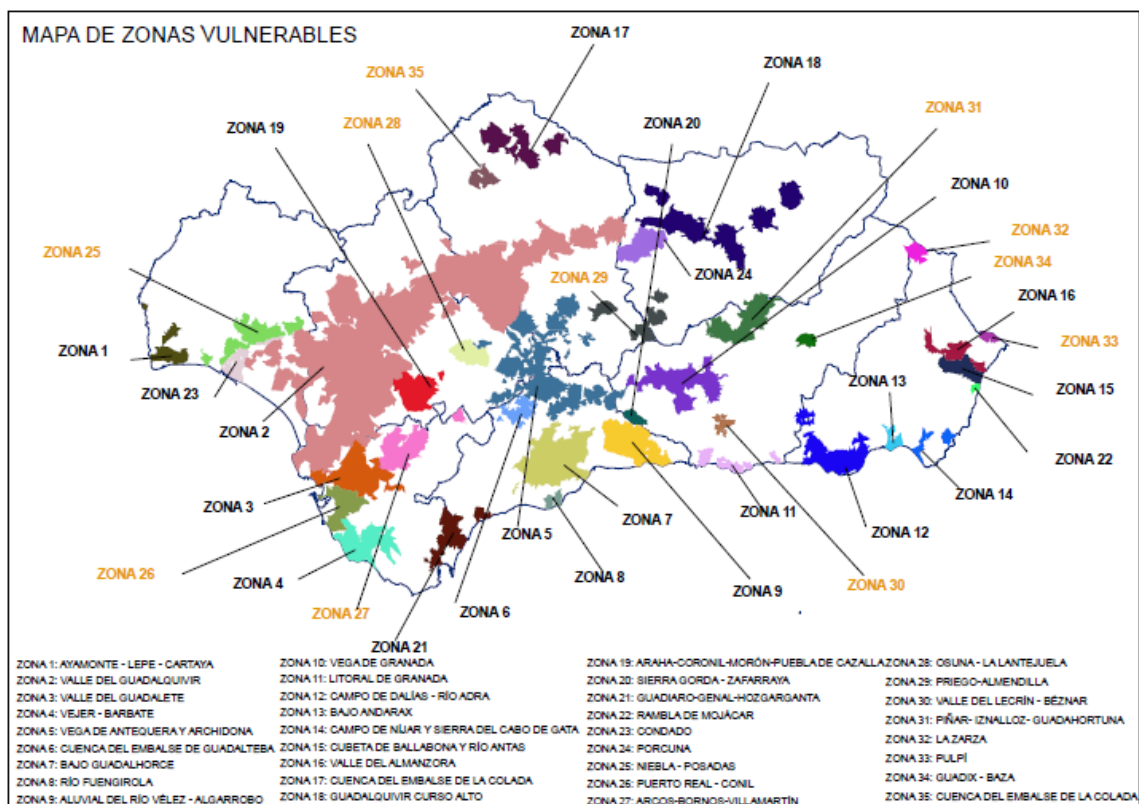 MAPA DE ZONAS VULNERABLES
ZONA 17
ZONA 35
ZONA 18
ZONA 31
ZONA 28
ZONA 20
ZONA 19
ZONA 10
ZONA 32
ZONA 25
ZONA 34
ZONA 24
ZONA 29
ZONA 16
ZONA 1
ZONA 33
ZONA 13
ZONA 15
ZONA 23
ZONA 2
ZONA 22
ZONA 14
ZONA 11
ZONA 3
ZONA 7
ZONA 12
ZONA 5
ZONA 26
ZONA 4
ZONA 8
ZONA 9
ZONA 30
ZONA 27
ZONA 6
ZONA 21
ZONA 1: AYAMONTE - LEPE - CARTAYA
ZONA 2: VALLE DEL GUADALQUIVIR
ZONA 3: VALLE DEL GUADALETE
ZONA 4: VEJER - BARBATE
ZONA 5: VEGA DE ANTEQUERA Y ARCHIDONA
ZONA 6: CUENCA DEL EMBALSE DE GUADALTEBA
ZONA 7: BAJO GUADALHORCE
ZONA 8: RÍO FUENGIROLA
ZONA 9: ALUVIAL DEL RÍO VÉLEZ - ALGARROBO
ZONA 10: VEGA DE GRANADA
ZONA 11: LITORAL DE GRANADA
ZONA 12: CAMPO DE DALÍAS - RÍO ADRA
ZONA 13: BAJO ANDARAX
ZONA 14: CAMPO DE NÍJAR Y SIERRA DEL CABO DE GATA
ZONA 15: CUBETA DE BALLABONA Y RÍO ANTAS
ZONA 16: VALLE DEL ALMANZORA
ZONA 17: CUENCA DEL EMBALSE DE LA COLADA
ZONA 18: GUADALQUIVIR CURSO ALTO
ZONA 19: ARAHA-CORONIL-MORÓN-PUEBLA DE CAZALLA
ZONA 20: SIERRA GORDA - ZAFARRAYA
ZONA 21: GUADIARO-GENAL-HOZGARGANTA
ZONA 22: RAMBLA DE MOJÁCAR
ZONA 23: CONDADO
ZONA 24: PORCUNA
ZONA 25: NIEBLA - POSADAS
ZONA 26: PUERTO REAL - CONIL
ZONA 27: ARCOS-BORNOS-VILLAMARTÍN
ZONA 28: OSUNA - LA LANTEJUELA
ZONA 29: PRIEGO-ALMENDILLA
ZONA 30: VALLE DEL LECRÍN - BÉZNAR
ZONA 31: PIÑAR- IZNALLOZ- GUADAHORTUNA
ZONA 32: LA ZARZA
ZONA 33: PULPÍ
ZONA 34: GUADIX - BAZA
ZONA 35: CUENCA DEL EMBALSE DE LA COLADA